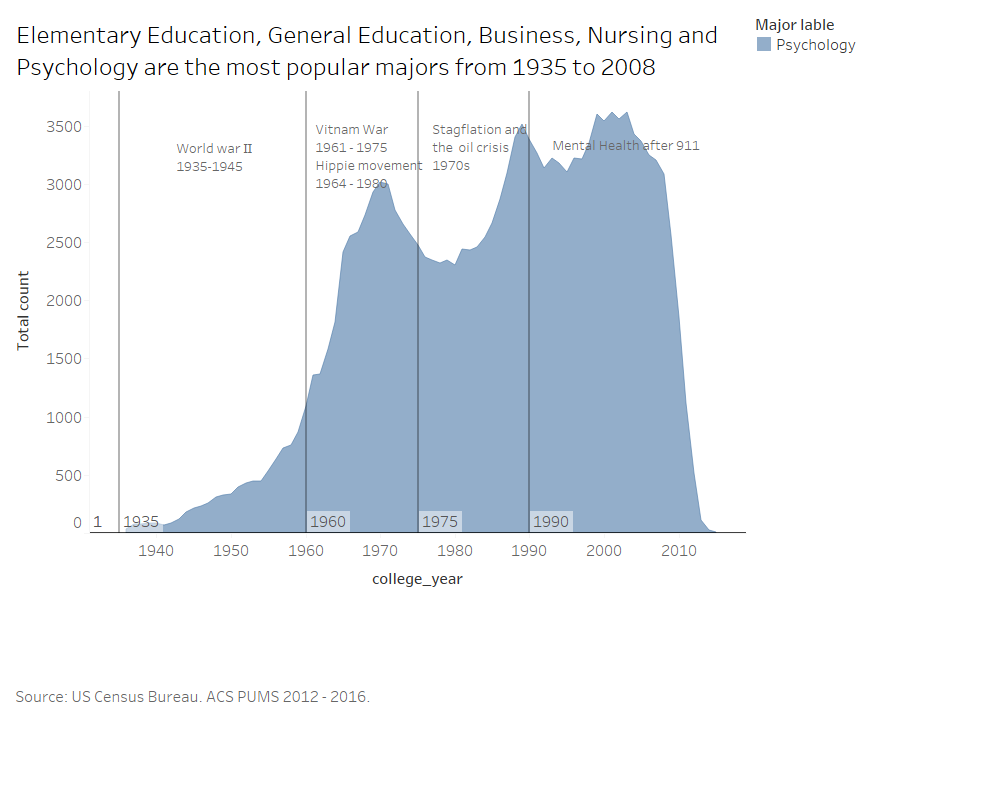 Elementary Education, General Education, Business, Nursing and
Psychology are the most popular majors from 1935 to 2008
Major lable
Psychology
World war II
1935-1945
Vitnam War
1961 - 1975
Hippie movement
1964 - 1980
Stagflation and
the  oil crisis
1970s
Mental Health after 911
Total count
3500
3000
2500
2000
1500
1000
500
0
1
1935
1960
1975
1990
1940
1950
1960
1970
1980
1990
2000
2010
college_year
Source: US Census Bureau. ACS PUMS 2012 - 2016.